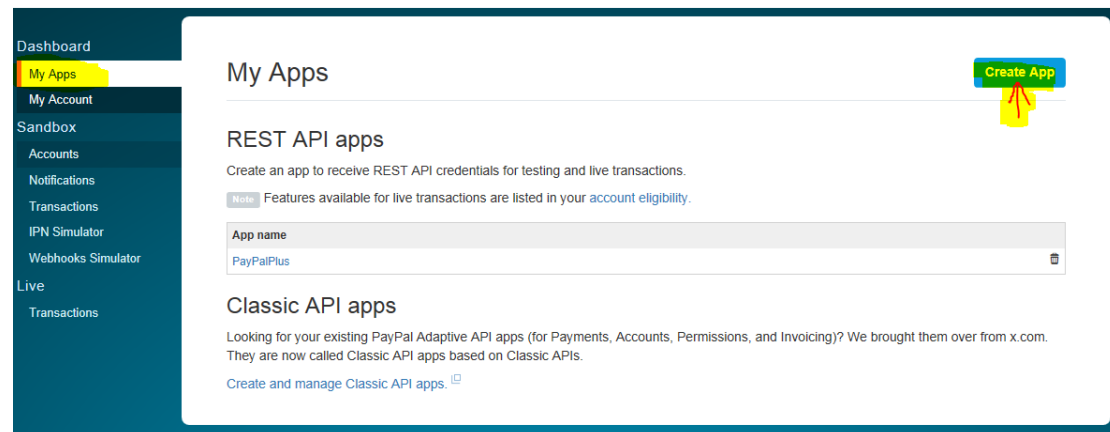 Dashboard
My Apps
My Account
Sandbox
Accounts
Notifications
Transactions
IPN Simulator
Webhooks Simulator
Live
Transactions
My Apps
Create App
REST API apps
Create an app to receive REST API credentials for testing and live transactions.
Note Features available for live transactions are listed in your account eligibility.
App name
PayPalPlus
Classic API apps
Looking for your existing PayPal Adaptive API apps (for Payments, Accounts, Permissions, and Invoicing)? We brought them over from x.com.
They are now called Classic API apps based on Classic APIs.
Create and manage Classic API apps.